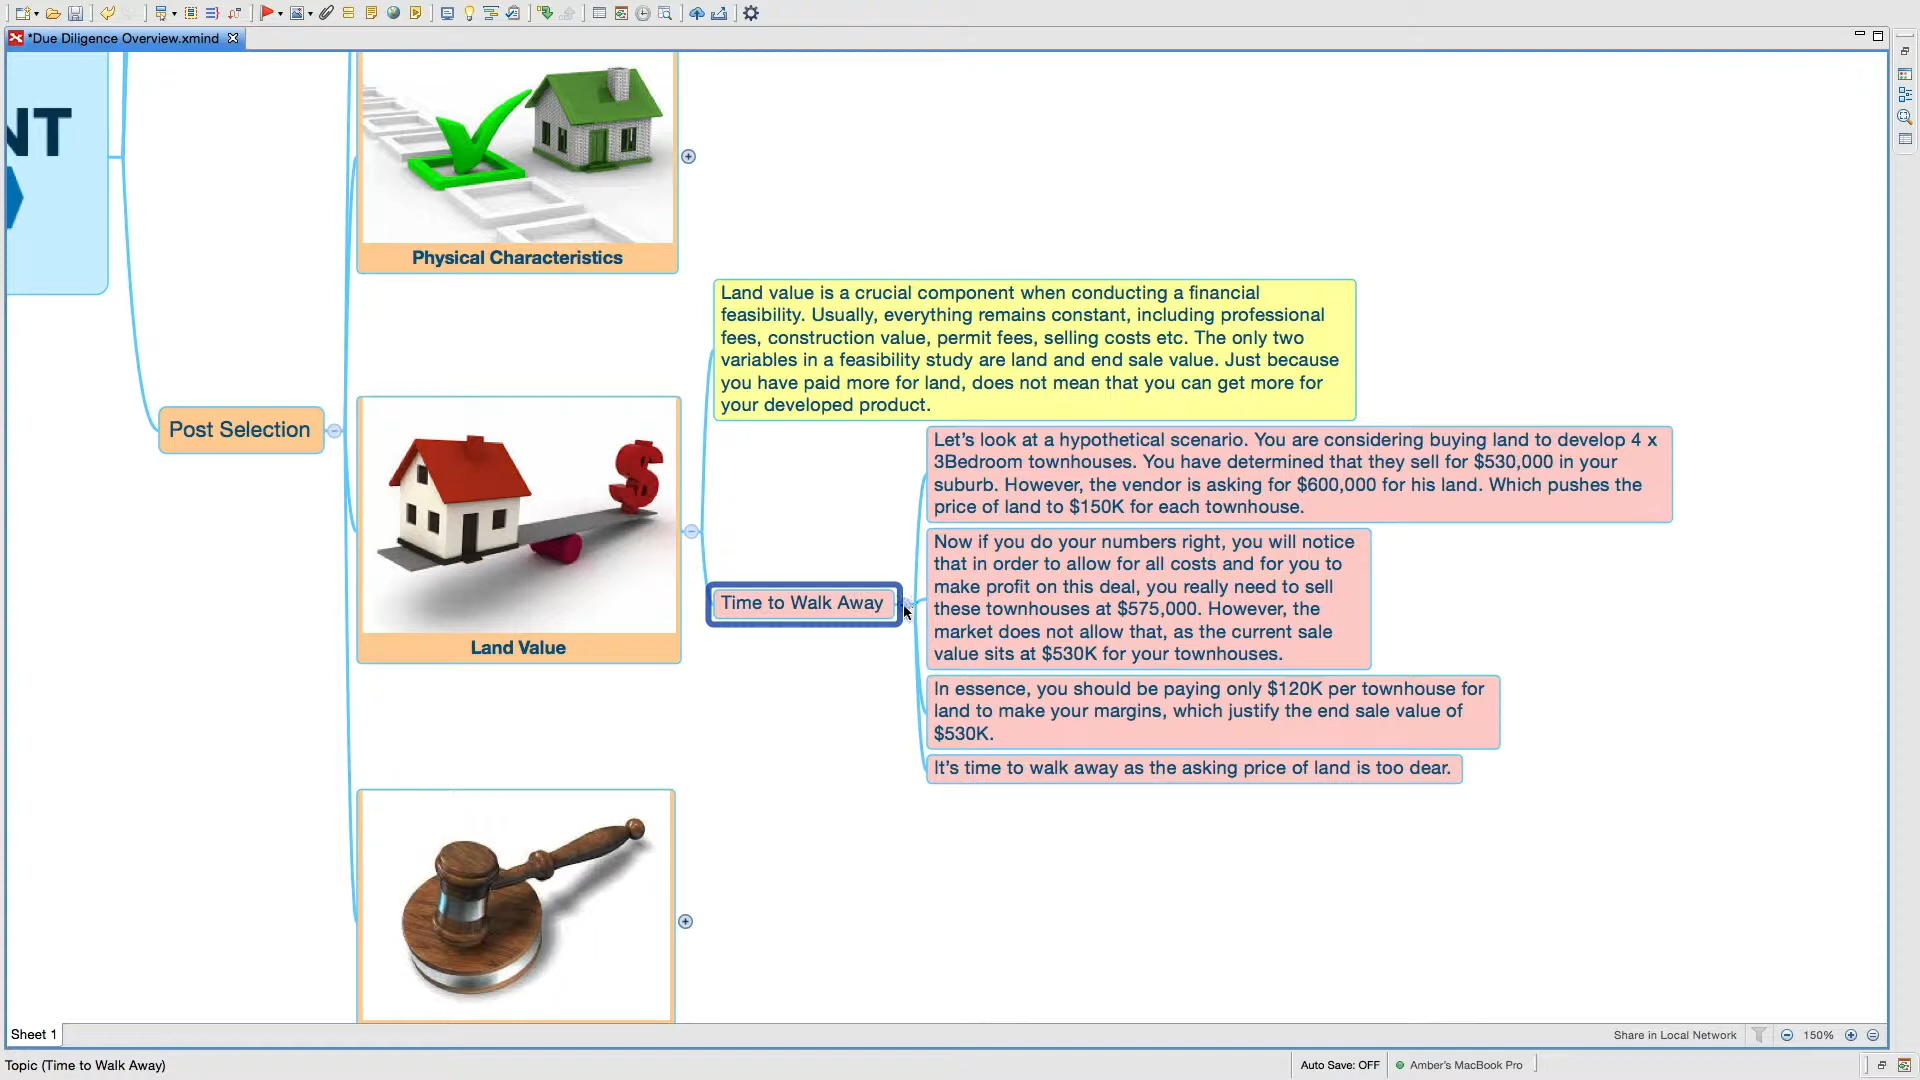 *Due Diligence Overview.xmind
NT
Physical Characteristics
Land value is a crucial component when conducting a financial
feasibility. Usually, everything remains constant, including professional
fees, construction value, permit fees, selling costs etc. The only two
variables in a feasibility study are land and end sale value. Just because
you have paid more for land, does not mean that you can get more for
your developed product.
Post Selection
Let’s look at a hypothetical scenario. You are considering buying land to develop 4 x
3Bedroom townhouses. You have determined that they sell for $530,000 in your
suburb. However, the vendor is asking for $600,000 for his land. Which pushes the
price of land to $150K for each townhouse.
$
Land Value
Time to Walk Away
Now if you do your numbers right, you will notice
that in order to allow for all costs and for you to
make profit on this deal, you really need to sell
these townhouses at $575,000. However, the
market does not allow that, as the current sale
value sits at $530K for your townhouses.
In essence, you should be paying only $120K per townhouse for
land to make your margins, which justify the end sale value of
$530K.
It’s time to walk away as the asking price of land is too dear.
Sheet 1
Share in Local Network
150%
Topic (Time to Walk Away)
Auto Save: OFF
Amber's MacBook Pro